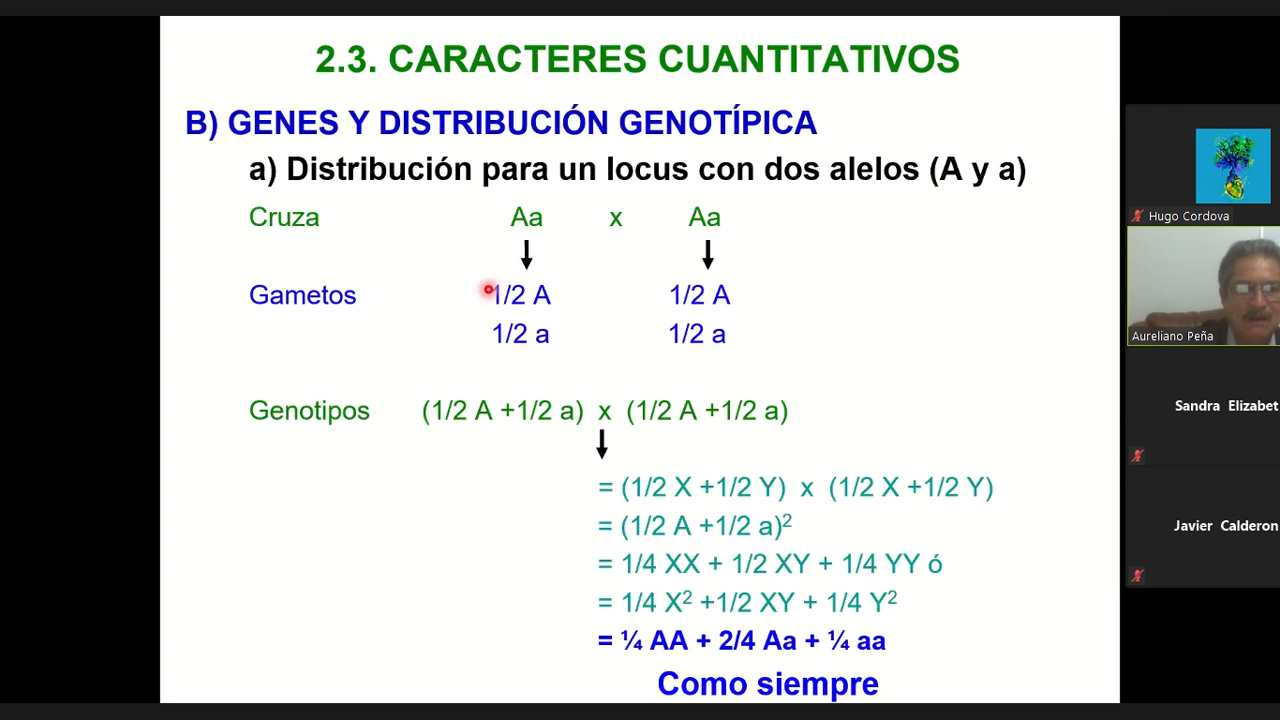 2.3. CARACTERES CUANTITATIVOS
B) GENES Y DISTRIBUCIÓN GENOTÍPICA
a) Distribución para un locus con dos alelos (A y a)
Cruza Aa x Aa
Gametos 1/2 A 1/2 A
1/2 a 1/2 a
Genotipos (1/2 A +1/2 a) x (1/2 A +1/2 a)
= (1/2 X +1/2 Y) x (1/2 X +1/2 Y)
= (1/2 A +1/2 a)²
= 1/4 XX + 1/2 XY + 1/4 YY ó
= 1/4 X² +1/2 XY + 1/4 Y²
= ¼ AA + 2/4 Aa + ¼ aa
Como siempre
Hugo Cordova
Aureliano Peña
Sandra Elizabet
Javier Calderon